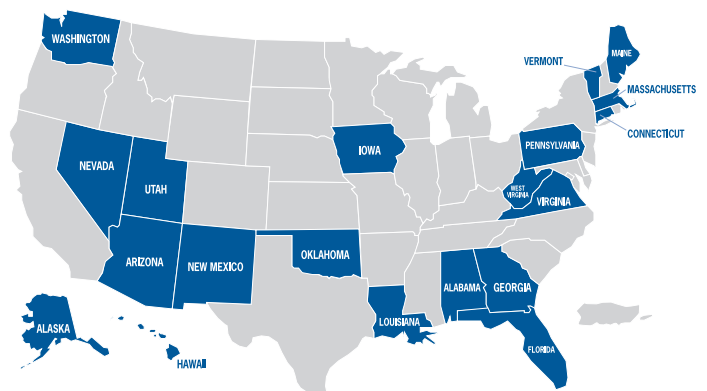 WASHINGTON
MAINE
VERMONT
MASSACHUSETTS
CONNECTICUT
PENNSYLVANIA
IOWA
NEVADA
UTAH
WEST
VIRGINIA
VIRGINIA
ARIZONA
NEW MEXICO
OKLAHOMA
ALABAMA
GEORGIA
LOUISIANA
ALASKA
FLORIDA
HAWAII